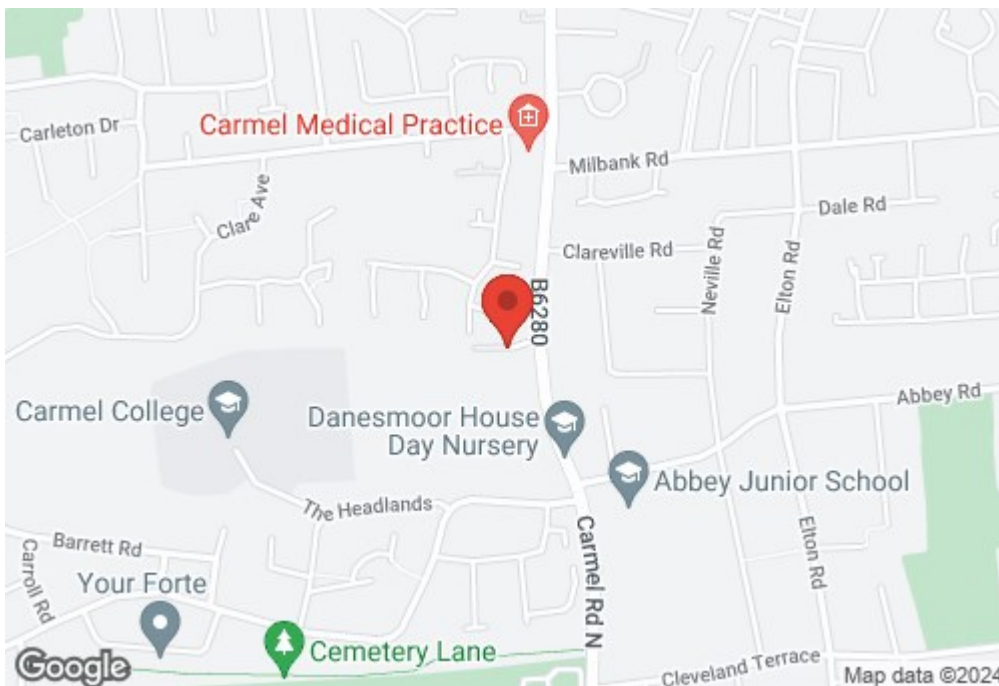 Carleton Dr
Carmel Medical Practice
Milbank Rd
Clare Ave
Dale Rd
Clareville Rd
Neville Rd
Elton Rd
B6280
Abbey Rd
Carmel College
Danesmoor House
Day Nursery
Abbey Junior School
The Headlands
Barrett Rd
Carroll Rd
Your Forte
Carmel Rd N
Elton Rd
Cemetery Lane
Cleveland Terrace
Google
Map data ©2024